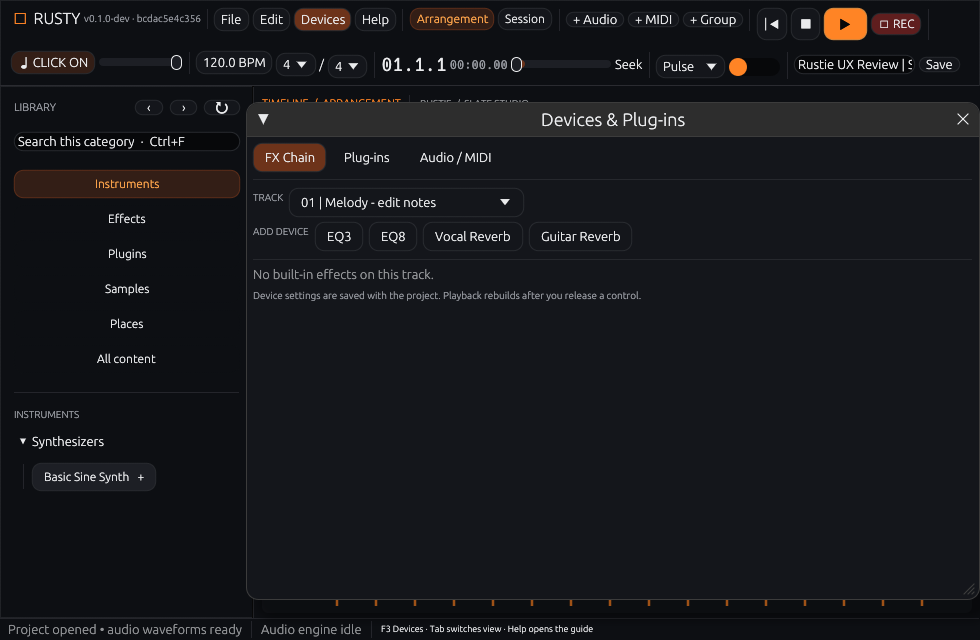 RUSTY v0.1.0-dev · bcdac5e4c356 File Edit Devices Help Arrangement Session + Audio + MIDI + Group REC
CLICK ON 120.0 BPM 4 / 4 01.1.1 00:00.00 Seek Pulse Rustie UX Review | S Save
LIBRARY ‹ ›
Search this category · Ctrl+F
Instruments
Effects
Plugins
Samples
Places
All content
INSTRUMENTS
Synthesizers
Basic Sine Synth +
TIMELINE / ARRANGEMENT
Devices & Plug-ins
FX Chain Plug-ins Audio / MIDI
TRACK 01 | Melody - edit notes
ADD DEVICE EQ3 EQ8 Vocal Reverb Guitar Reverb
No built-in effects on this track.
Device settings are saved with the project. Playback rebuilds after you release a control.
Project opened • audio waveforms ready Audio engine idle F3 Devices · Tab switches view · Help opens the guide